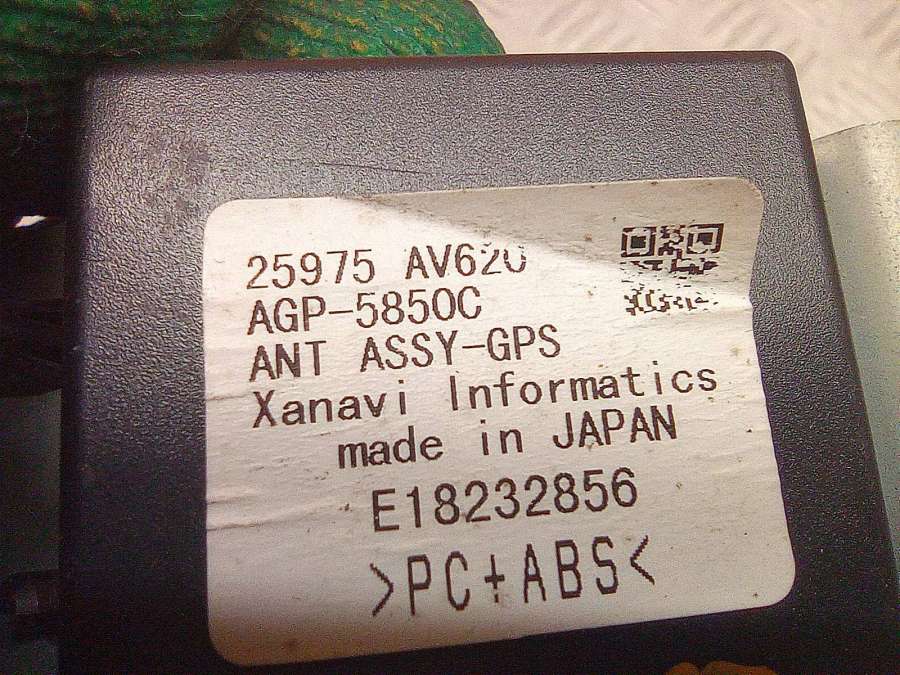 25975 AV620
AGP-5850C
ANT ASSY-GPS
Xanavi Informatics
made in JAPAN
E18232856
>PC+ABS<